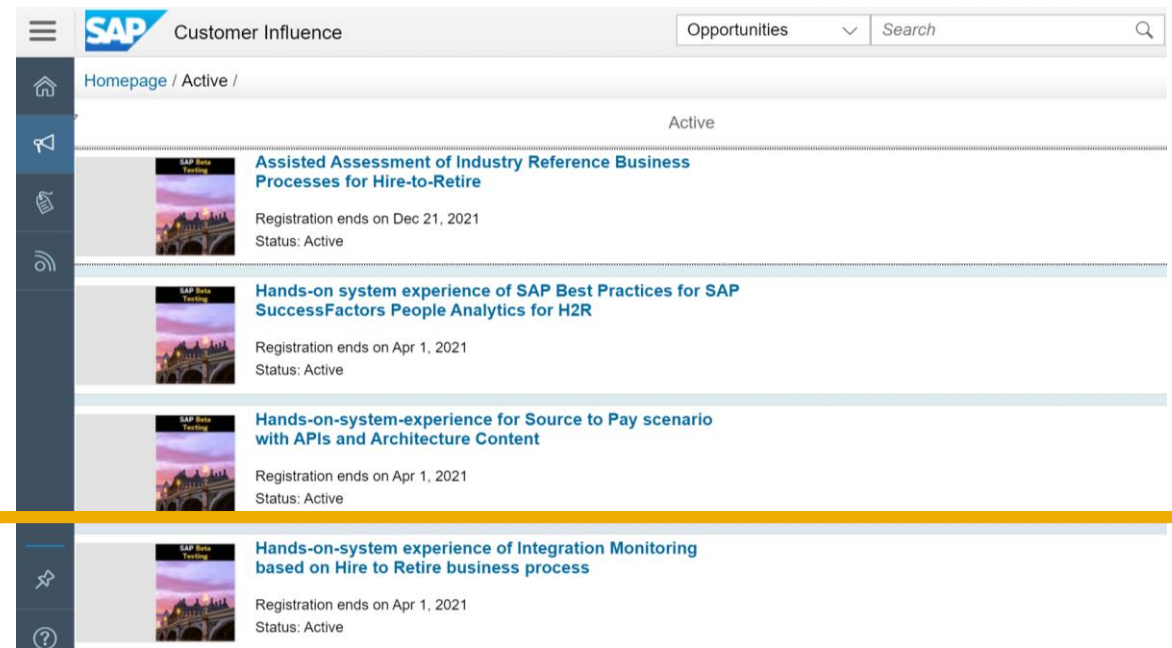 SAP Customer Influence
Opportunities
Search
Homepage / Active /
Active
SAP Beta
Testing
Assisted Assessment of Industry Reference Business
Processes for Hire-to-Retire
Registration ends on Dec 21, 2021
Status: Active
SAP Beta
Testing
Hands-on system experience of SAP Best Practices for SAP
SuccessFactors People Analytics for H2R
Registration ends on Apr 1, 2021
Status: Active
SAP Beta
Testing
Hands-on-system-experience for Source to Pay scenario
with APIs and Architecture Content
Registration ends on Apr 1, 2021
Status: Active
SAP Beta
Testing
Hands-on-system experience of Integration Monitoring
based on Hire to Retire business process
Registration ends on Apr 1, 2021
Status: Active